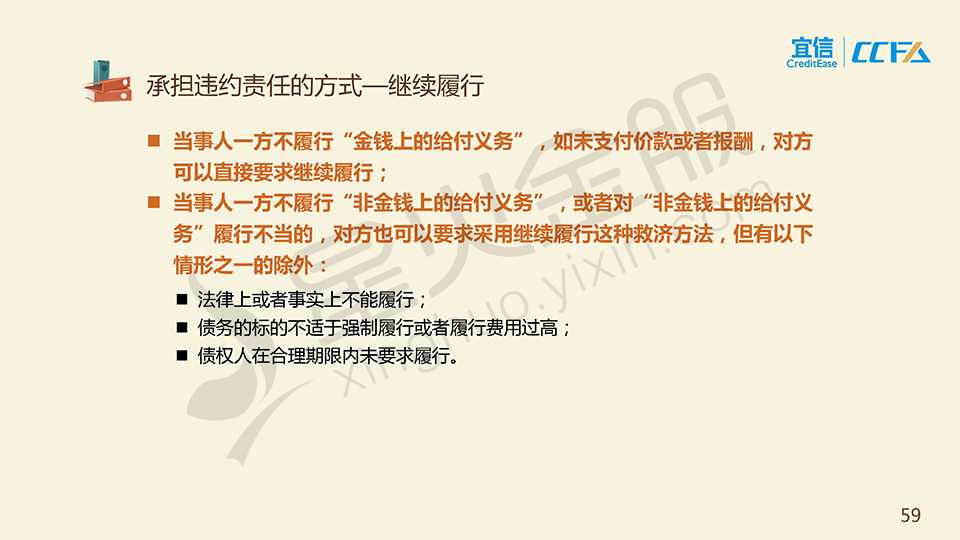 宜信
CreditEase
CCFA
承担违约责任的方式—继续履行
■ 当事人一方不履行“金钱上的给付义务”，如未支付价款或者报酬，对方
可以直接要求继续履行；
■ 当事人一方不履行“非金钱上的给付义务”，或者对“非金钱上的给付义
务”履行不当的，对方也可以要求采用继续履行这种救济方法，但有以下
情形之一的除外：
■ 法律上或者事实上不能履行；
■ 债务的标的不适于强制履行或者履行费用过高；
■ 债权人在合理期限内未要求履行。
星火金服
xinghuo.yixin.com
59